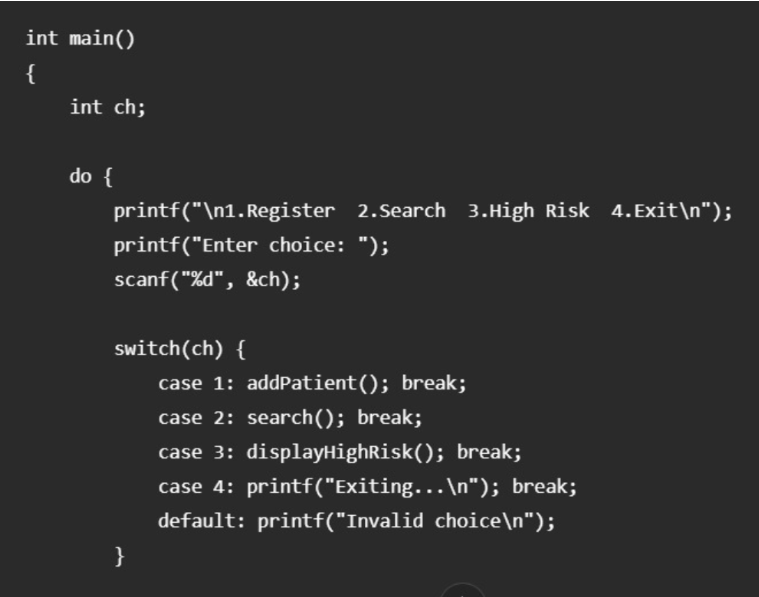 int main()
{
    int ch;

    do {
        printf("\n1.Register  2.Search  3.High Risk  4.Exit\n");
        printf("Enter choice: ");
        scanf("%d", &ch);

        switch(ch) {
            case 1: addPatient(); break;
            case 2: search(); break;
            case 3: displayHighRisk(); break;
            case 4: printf("Exiting...\n"); break;
            default: printf("Invalid choice\n");
        }